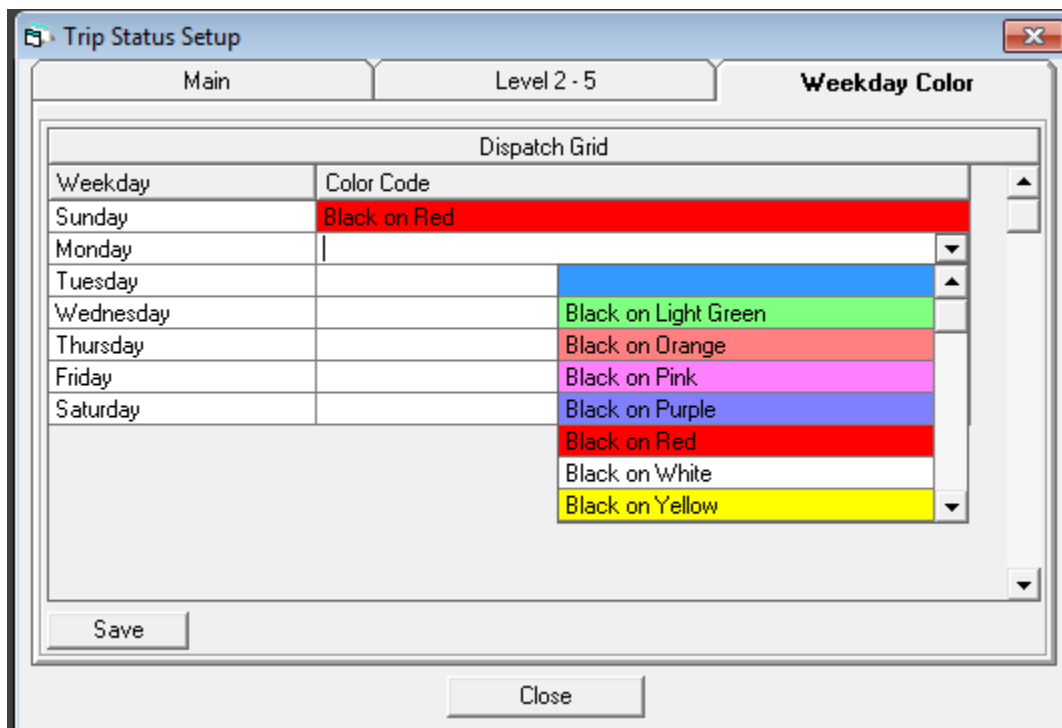 Trip Status Setup
Main Level 2 - 5 Weekday Color
Dispatch Grid
Weekday Color Code
Sunday Black on Red
Monday
Tuesday
Wednesday Black on Light Green
Thursday Black on Orange
Friday Black on Pink
Saturday Black on Purple
Black on Red
Black on White
Black on Yellow
Save
Close